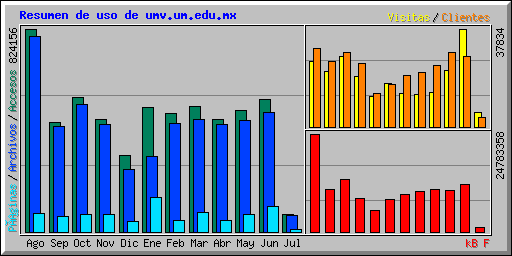 Resumen de uso de umv.um.edu.mx
Visitas/Clientes
824156
Pàginas/Archivos/Accesos
37834
24783358
Ago Sep Oct Nov Dic Ene Feb Mar Abr May Jun Jul
kB F